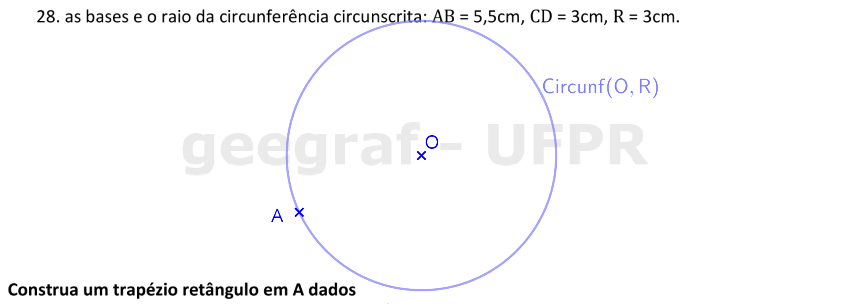 28. as bases e o raio da circunferência circunscrita: AB = 5,5cm, CD = 3cm, R = 3cm.
Circunf(O, R)
geegraf – UFPR
O
A
Construa um trapézio retângulo em A dados